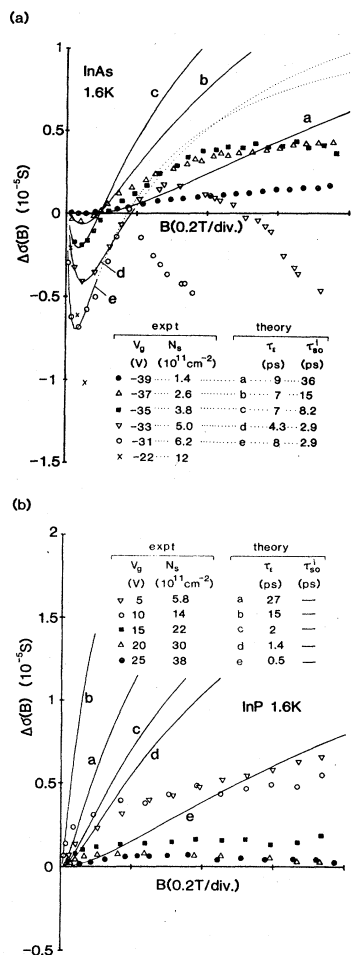 (a)
1
InAs
1.6K
c
b
a
0.5
Δσ(B) (10⁻⁵S)
0
B(0.2T/div.)
d
e
-0.5
-1
-1.5
expt theory
Vg Ns τε τⁱso
(V) (10¹¹cm⁻²) (ps) (ps)
● -39 1.4 a 9 36
△ -37 2.6 b 7 15
■ -35 3.8 c 7 8.2
▽ -33 5.0 d 4.3 2.9
○ -31 6.2 e 8 2.9
× -22 12
(b)
2
expt theory
Vg Ns τε τⁱso
(V) (10¹¹cm⁻²) (ps) (ps)
▽ 5 5.8 a 27 —
○ 10 14 b 15 —
■ 15 22 c 2 —
△ 20 30 d 1.4 —
● 25 38 e 0.5 —
1.5
InP 1.6K
b
a
c
d
e
1
Δσ(B) (10⁻⁵S)
0.5
0
B(0.2T/div.)
-0.5